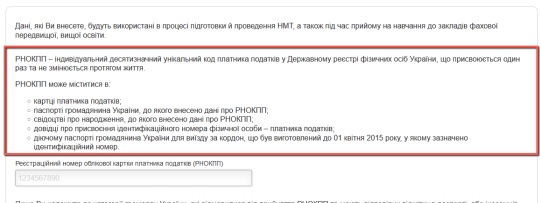 Дані, які Ви внесете, будуть використані в процесі підготовки й проведення НМТ, а також під час прийому на навчання до закладів фахової
передвищої, вищої освіти.
РНОКПП – індивідуальний десятизначний унікальний код платника податків у Державному реєстрі фізичних осіб України, що присвоюється один
раз та не змінюється протягом життя.
РНОКПП може міститися в:
картці платника податків;
паспорті громадянина України, до якого внесено дані про РНОКПП;
свідоцтві про народження, до якого внесено дані про РНОКПП;
довідці про присвоєння ідентифікаційного номера фізичної особи – платника податків;
діючому паспорті громадянина України для виїзду за кордон, що був виготовлений до 01 квітня 2015 року, у якому зазначено
ідентифікаційний номер.
Реєстраційний номер облікової картки платника податків (РНОКПП)
1234567890